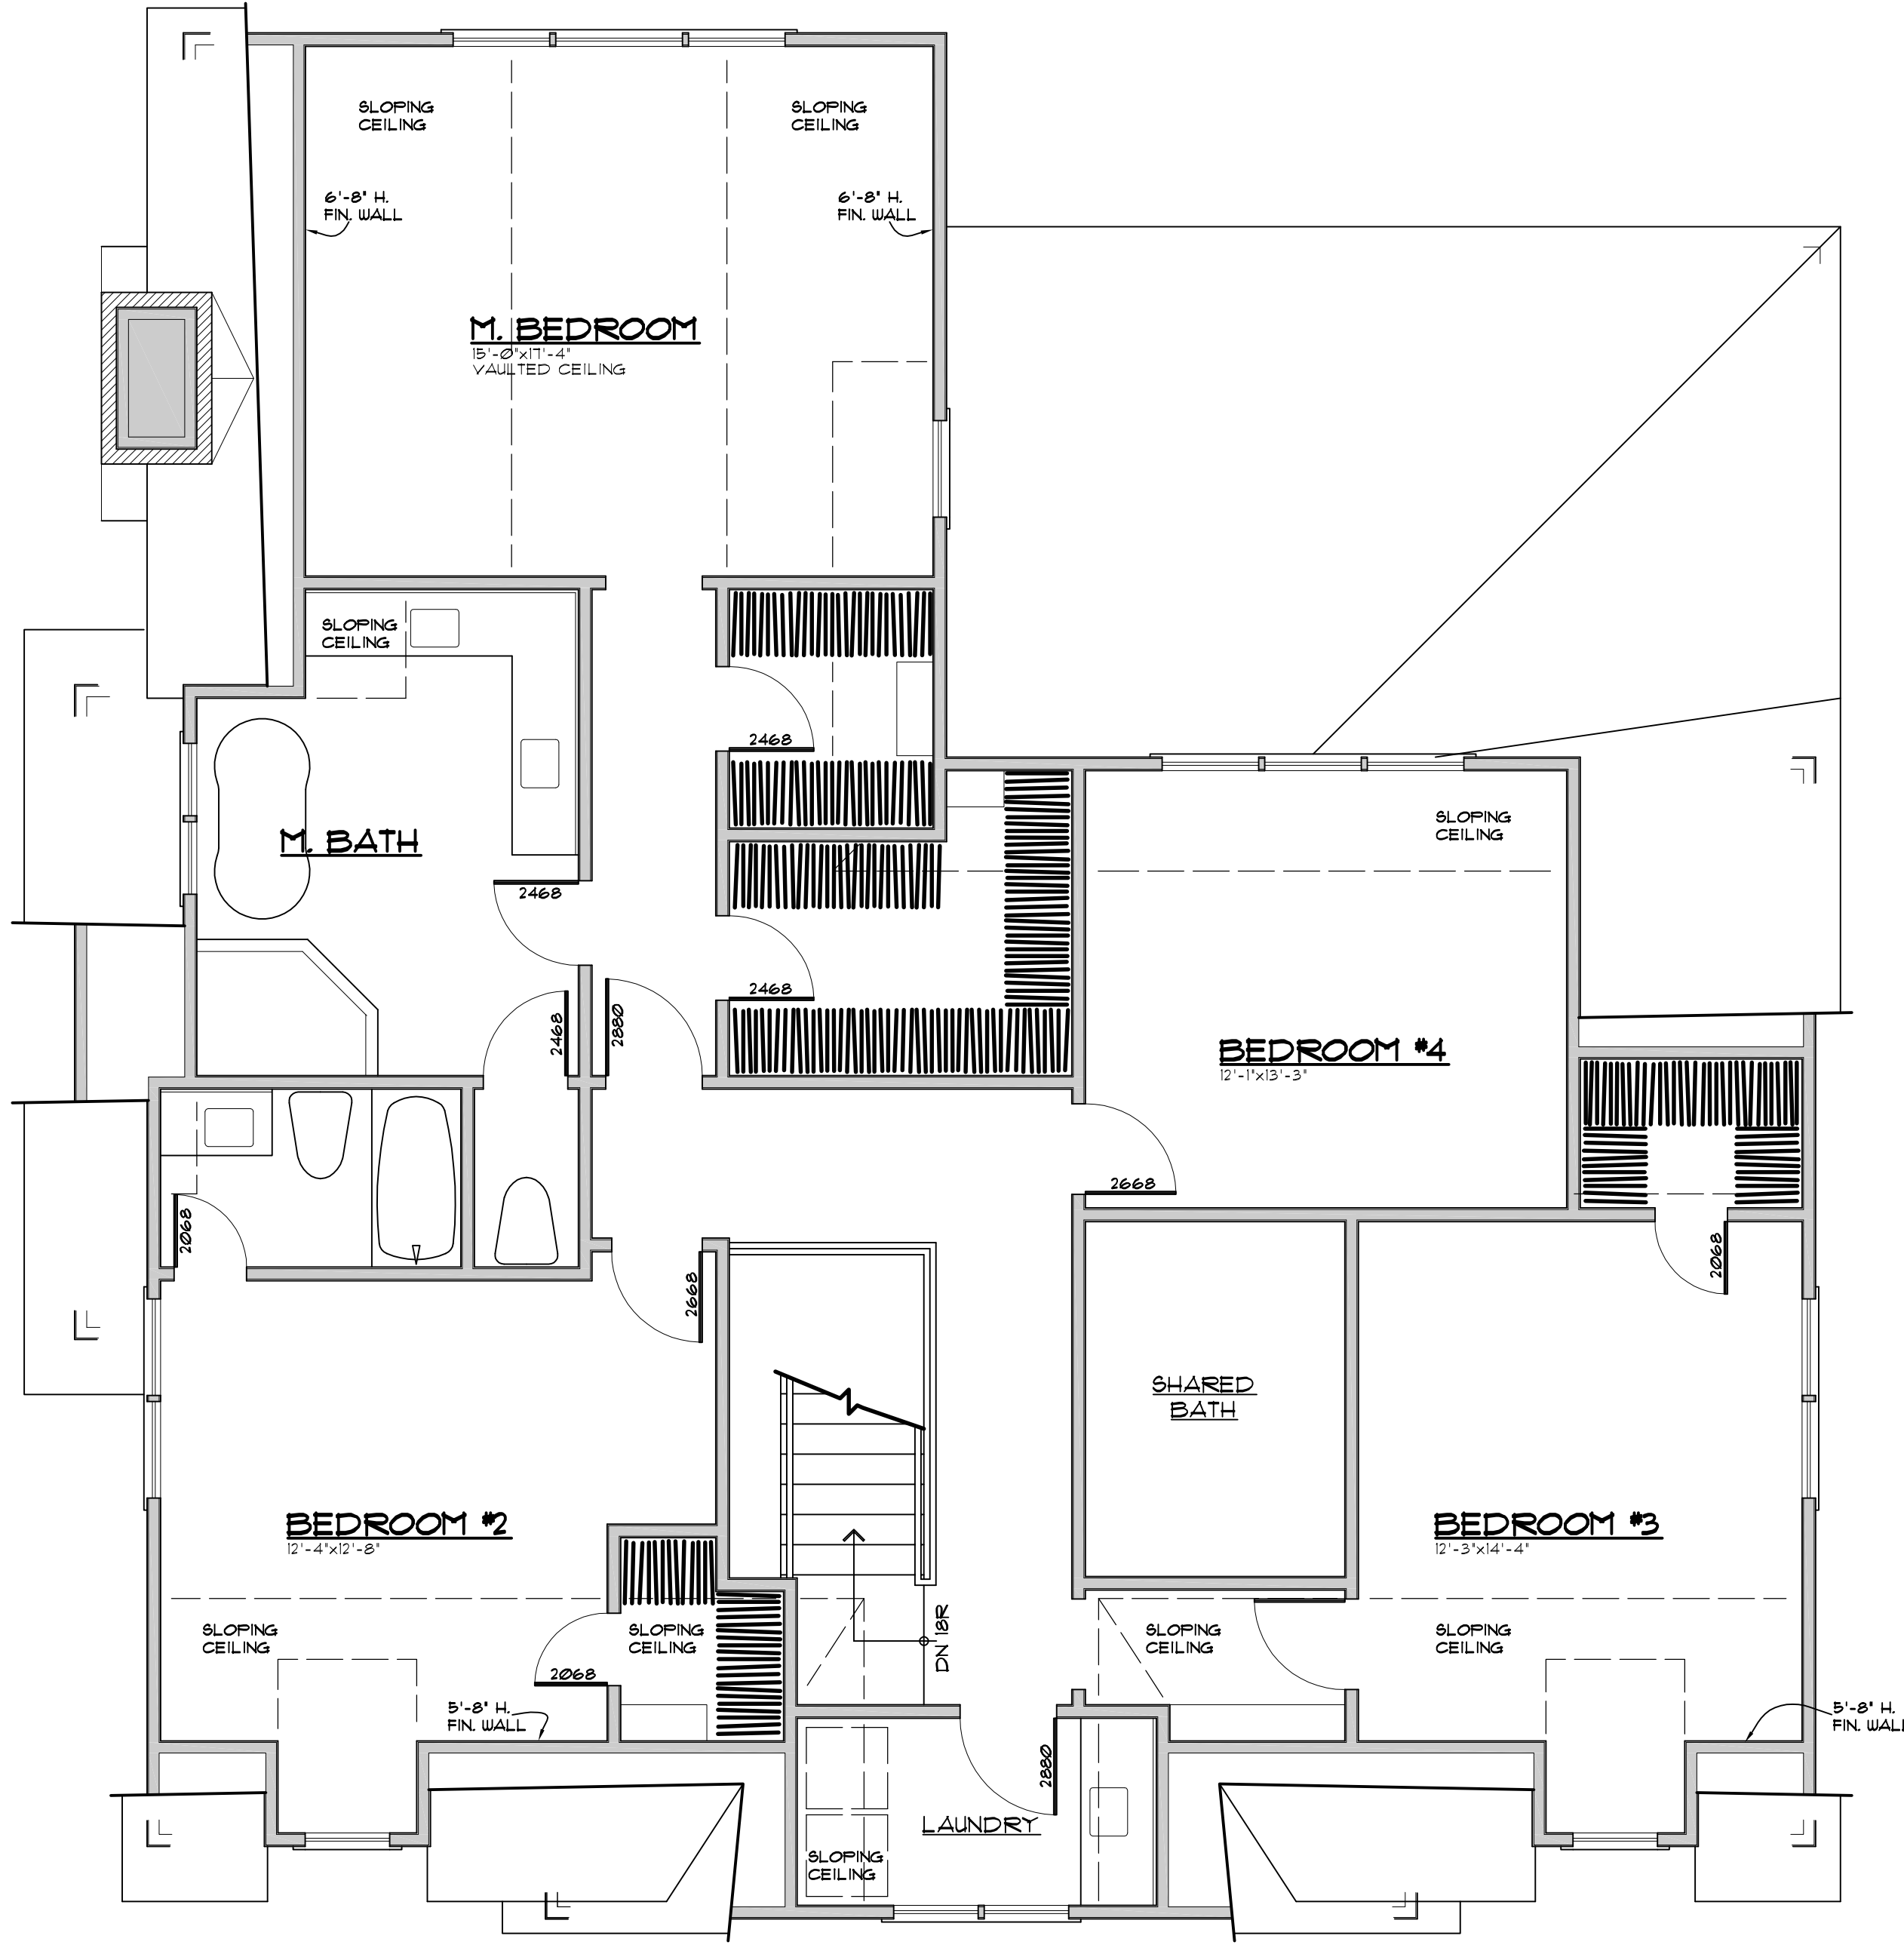 SLOPING
CEILING
SLOPING
CEILING
6'-8" H.
FIN. WALL
6'-8" H.
FIN. WALL
M. BEDROOM
15'-0"x17'-4"
VAULTED CEILING
SLOPING
CEILING
2468
M. BATH
2468
SLOPING
CEILING
2468
2468
2880
BEDROOM #4
12'-1"x13'-3"
2668
2068
2668
2068
SHARED
BATH
BEDROOM #2
12'-4"x12'-8"
BEDROOM #3
12'-3"x14'-4"
SLOPING
CEILING
SLOPING
CEILING
DN 18R
SLOPING
CEILING
SLOPING
CEILING
2068
5'-8" H.
FIN. WALL
5'-8" H.
FIN. WALL
2880
LAUNDRY
SLOPING
CEILING